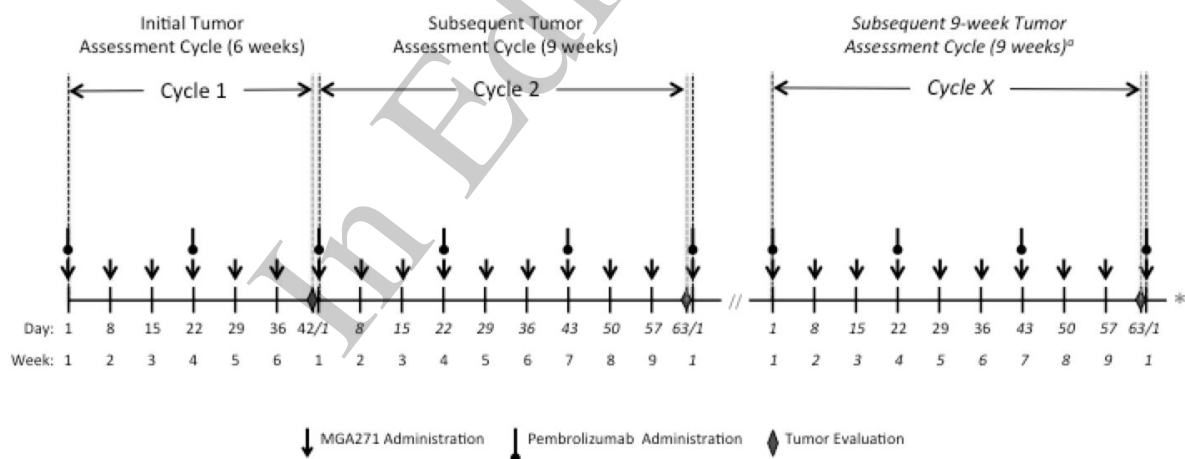 Initial Tumor
Assessment Cycle (6 weeks)
Subsequent Tumor
Assessment Cycle (9 weeks)
Subsequent 9-week Tumor
Assessment Cycle (9 weeks)ᵃ
Cycle 1
Cycle 2
Cycle X
In Edi
// *
Day: 1 8 15 22 29 36 42/1 8 15 22 29 36 43 50 57 63/1 1 8 15 22 29 36 43 50 57 63/1
Week: 1 2 3 4 5 6 1 2 3 4 5 6 7 8 9 1 1 2 3 4 5 6 7 8 9 1
MGA271 Administration Pembrolizumab Administration Tumor Evaluation